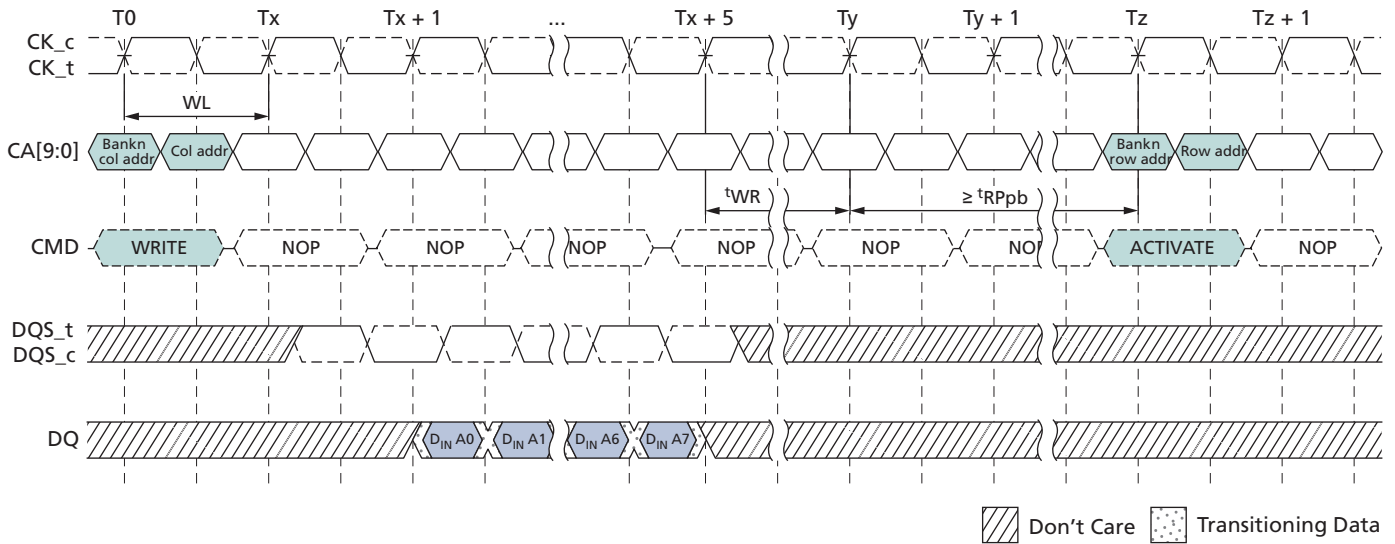 T0 Tx Tx + 1 ... Tx + 5 Ty Ty + 1 Tz Tz + 1
CK_c
CK_t
WL
CA[9:0] Bankn col addr Col addr Bankn row addr Row addr
tWR ≥ tRPpb
CMD WRITE NOP NOP NOP NOP NOP NOP ACTIVATE NOP
DQS_t
DQS_c
DQ DIN A0 DIN A1 DIN A6 DIN A7
Don't Care Transitioning Data